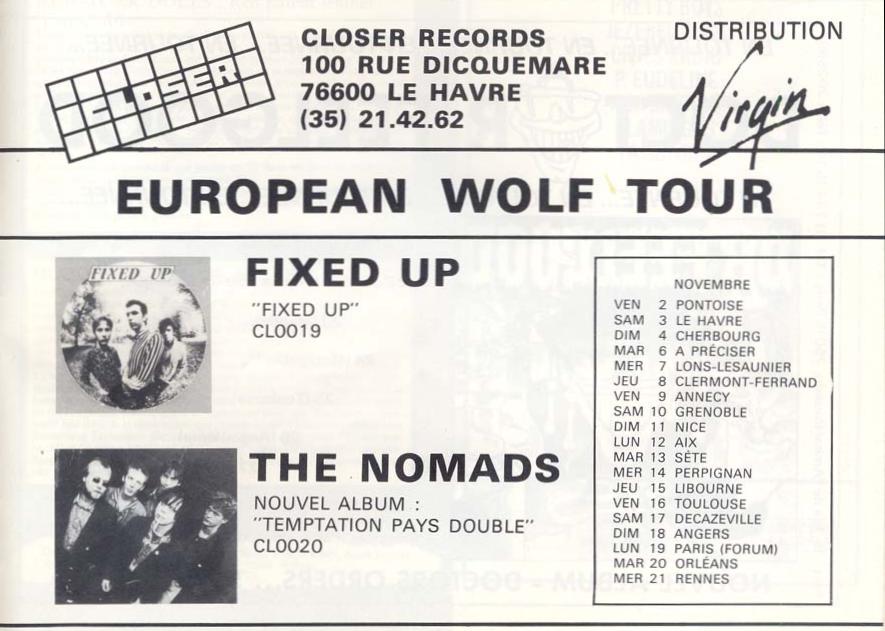 CLOSER
CLOSER RECORDS
100 RUE DICQUEMARE
76600 LE HAVRE
(35) 21.42.62
DISTRIBUTION
Virgin
EUROPEAN WOLF TOUR
FIXED UP
FIXED UP
"FIXED UP"
CL0019
THE NOMADS
NOUVEL ALBUM :
"TEMPTATION PAYS DOUBLE"
CL0020
NOVEMBRE
VEN 2 PONTOISE
SAM 3 LE HAVRE
DIM 4 CHERBOURG
MAR 6 A PRÉCISER
MER 7 LONS-LESAUNIER
JEU 8 CLERMONT-FERRAND
VEN 9 ANNECY
SAM 10 GRENOBLE
DIM 11 NICE
LUN 12 AIX
MAR 13 SÈTE
MER 14 PERPIGNAN
JEU 15 LIBOURNE
VEN 16 TOULOUSE
SAM 17 DECAZEVILLE
DIM 18 ANGERS
LUN 19 PARIS (FORUM)
MAR 20 ORLÉANS
MER 21 RENNES